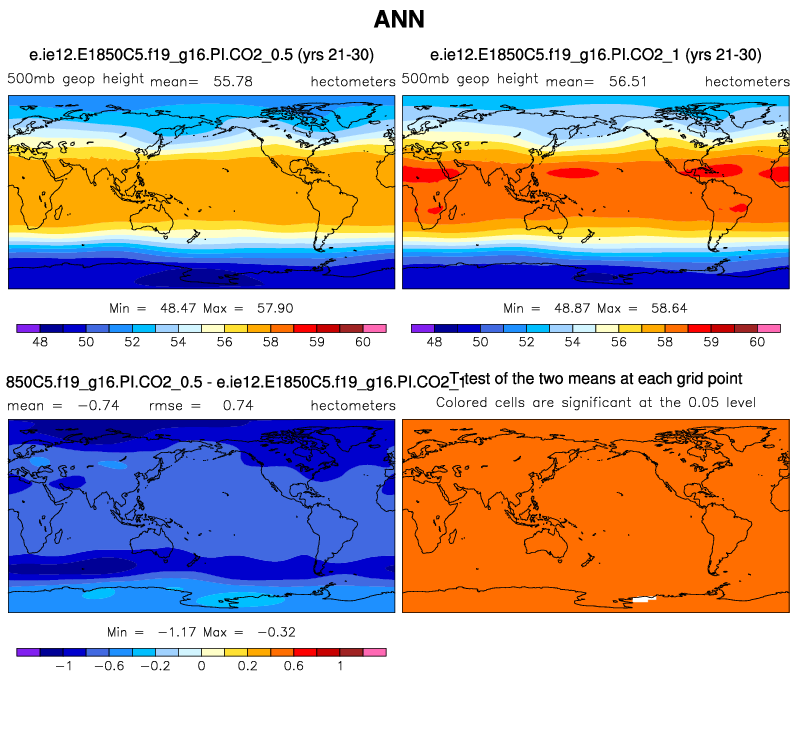 ANN
e.ie12.E1850C5.f19_g16.PI.CO2_0.5 (yrs 21-30)
500mb geop height mean= 55.78 hectometers
Min = 48.47 Max = 57.90
48 50 52 54 56 58 59 60
e.ie12.E1850C5.f19_g16.PI.CO2_1 (yrs 21-30)
500mb geop height mean= 56.51 hectometers
Min = 48.87 Max = 58.64
48 50 52 54 56 58 59 60
850C5.f19_g16.PI.CO2_0.5 - e.ie12.E1850C5.f19_g16.PI.CO2_1
mean = −0.74 rmse = 0.74 hectometers
Min = −1.17 Max = −0.32
−1 −0.6 −0.2 0 0.2 0.6 1
T-test of the two means at each grid point
Colored cells are significant at the 0.05 level